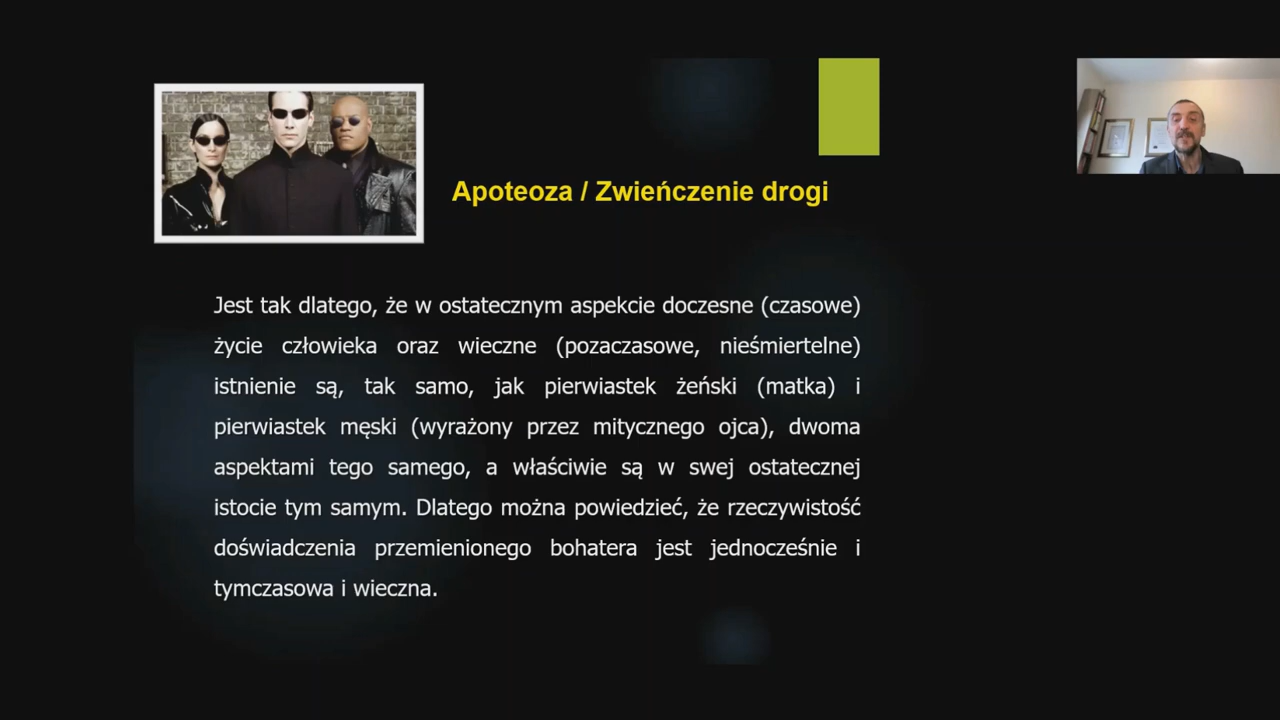 Apoteoza / Zwieńczenie drogi
Jest tak dlatego, że w ostatecznym aspekcie doczesne (czasowe)
życie człowieka oraz wieczne (pozaczasowe, nieśmiertelne)
istnienie są, tak samo, jak pierwiastek żeński (matka) i
pierwiastek męski (wyrażony przez mitycznego ojca), dwoma
aspektami tego samego, a właściwie są w swej ostatecznej
istocie tym samym. Dlatego można powiedzieć, że rzeczywistość
doświadczenia przemienionego bohatera jest jednocześnie i
tymczasowa i wieczna.